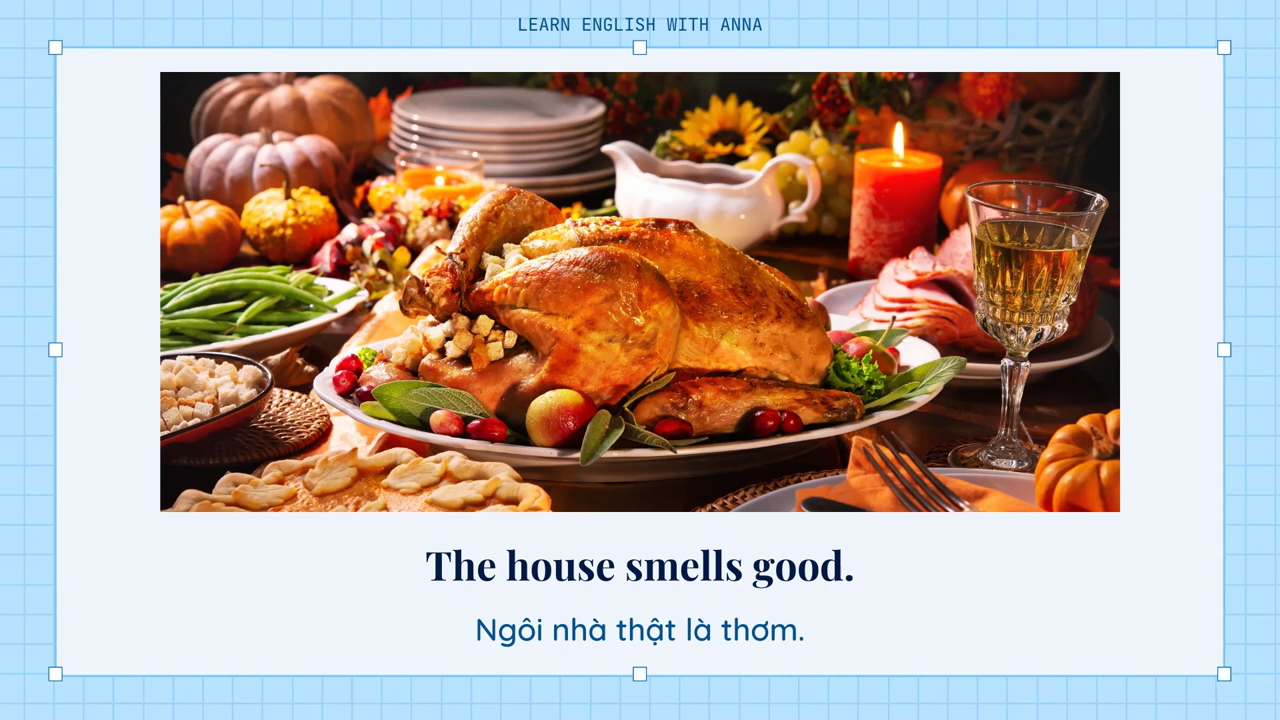 LEARN ENGLISH WITH ANNA
The house smells good.
Ngôi nhà thật là thơm.